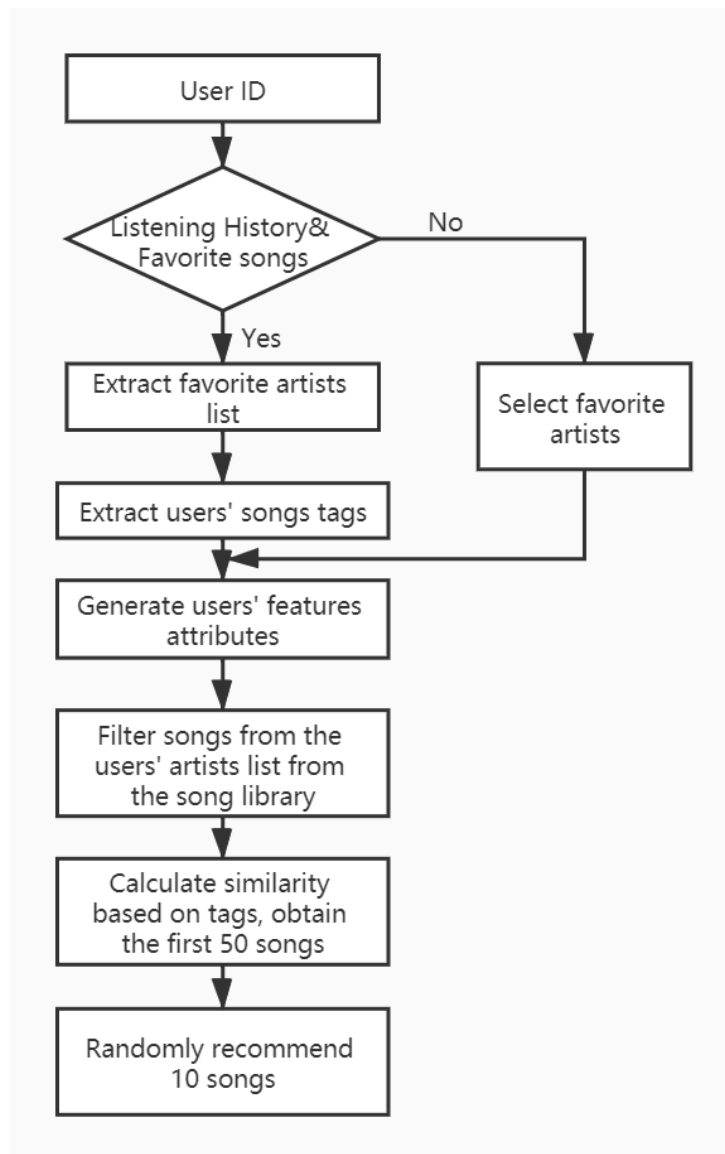 User ID
Listening History&
Favorite songs
No
Yes
Extract favorite artists
list
Select favorite
artists
Extract users' songs tags
Generate users' features
attributes
Filter songs from the
users' artists list from
the song library
Calculate similarity
based on tags, obtain
the first 50 songs
Randomly recommend
10 songs